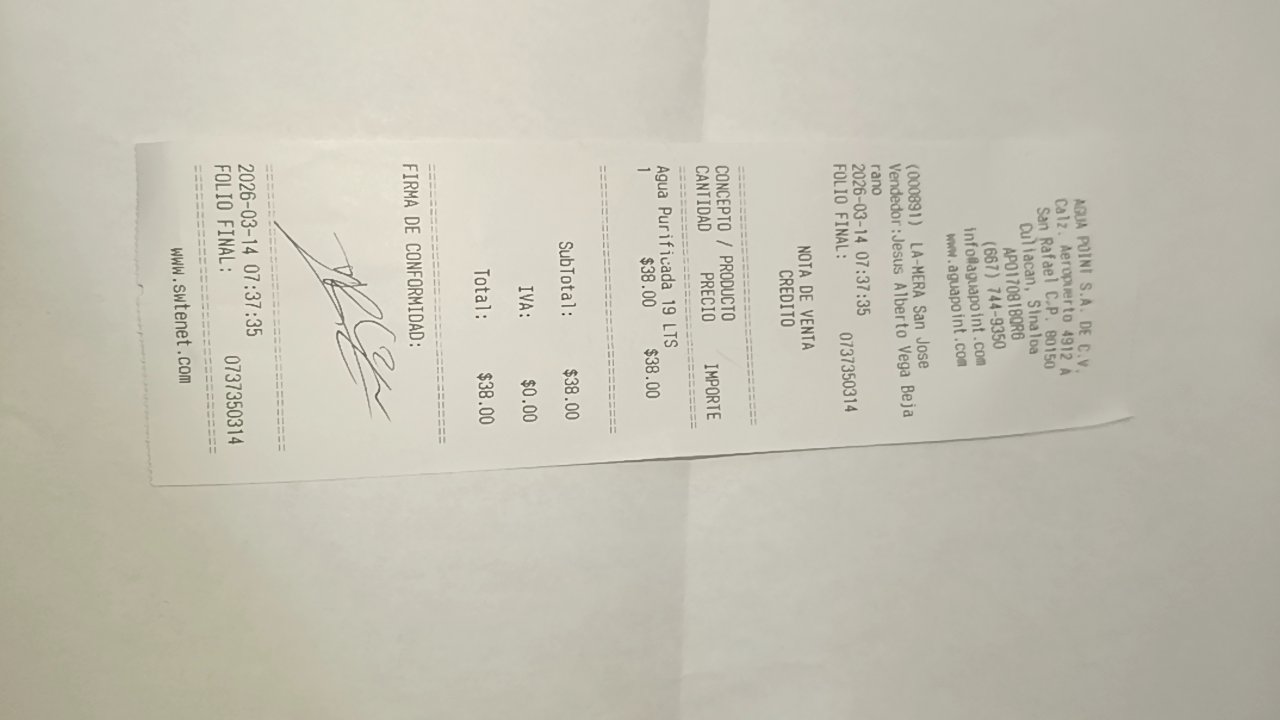 AGUA POINT S.A. DE C.V.
Calz. Aeropuerto 4912 A
San Rafael C.P. 80150
Culiacan, Sinaloa
APO170818QR6
(667) 744-9350
info@aguapoint.com
www.aguapoint.com
(000891) LA-MERA San Jose
Vendedor:Jesus Alberto Vega Beja
rano
2026-03-14 07:37:35
FOLIO FINAL: 0737350314
NOTA DE VENTA
CREDITO
===============================
CONCEPTO / PRODUCTO
CANTIDAD PRECIO IMPORTE
===============================
Agua Purificada 19 LTS
1 $38.00 $38.00
===============================
SubTotal: $38.00
IVA: $0.00
Total: $38.00
===============================
FIRMA DE CONFORMIDAD:
===============================
2026-03-14 07:37:35
FOLIO FINAL: 0737350314
===============================
www.swtenet.com